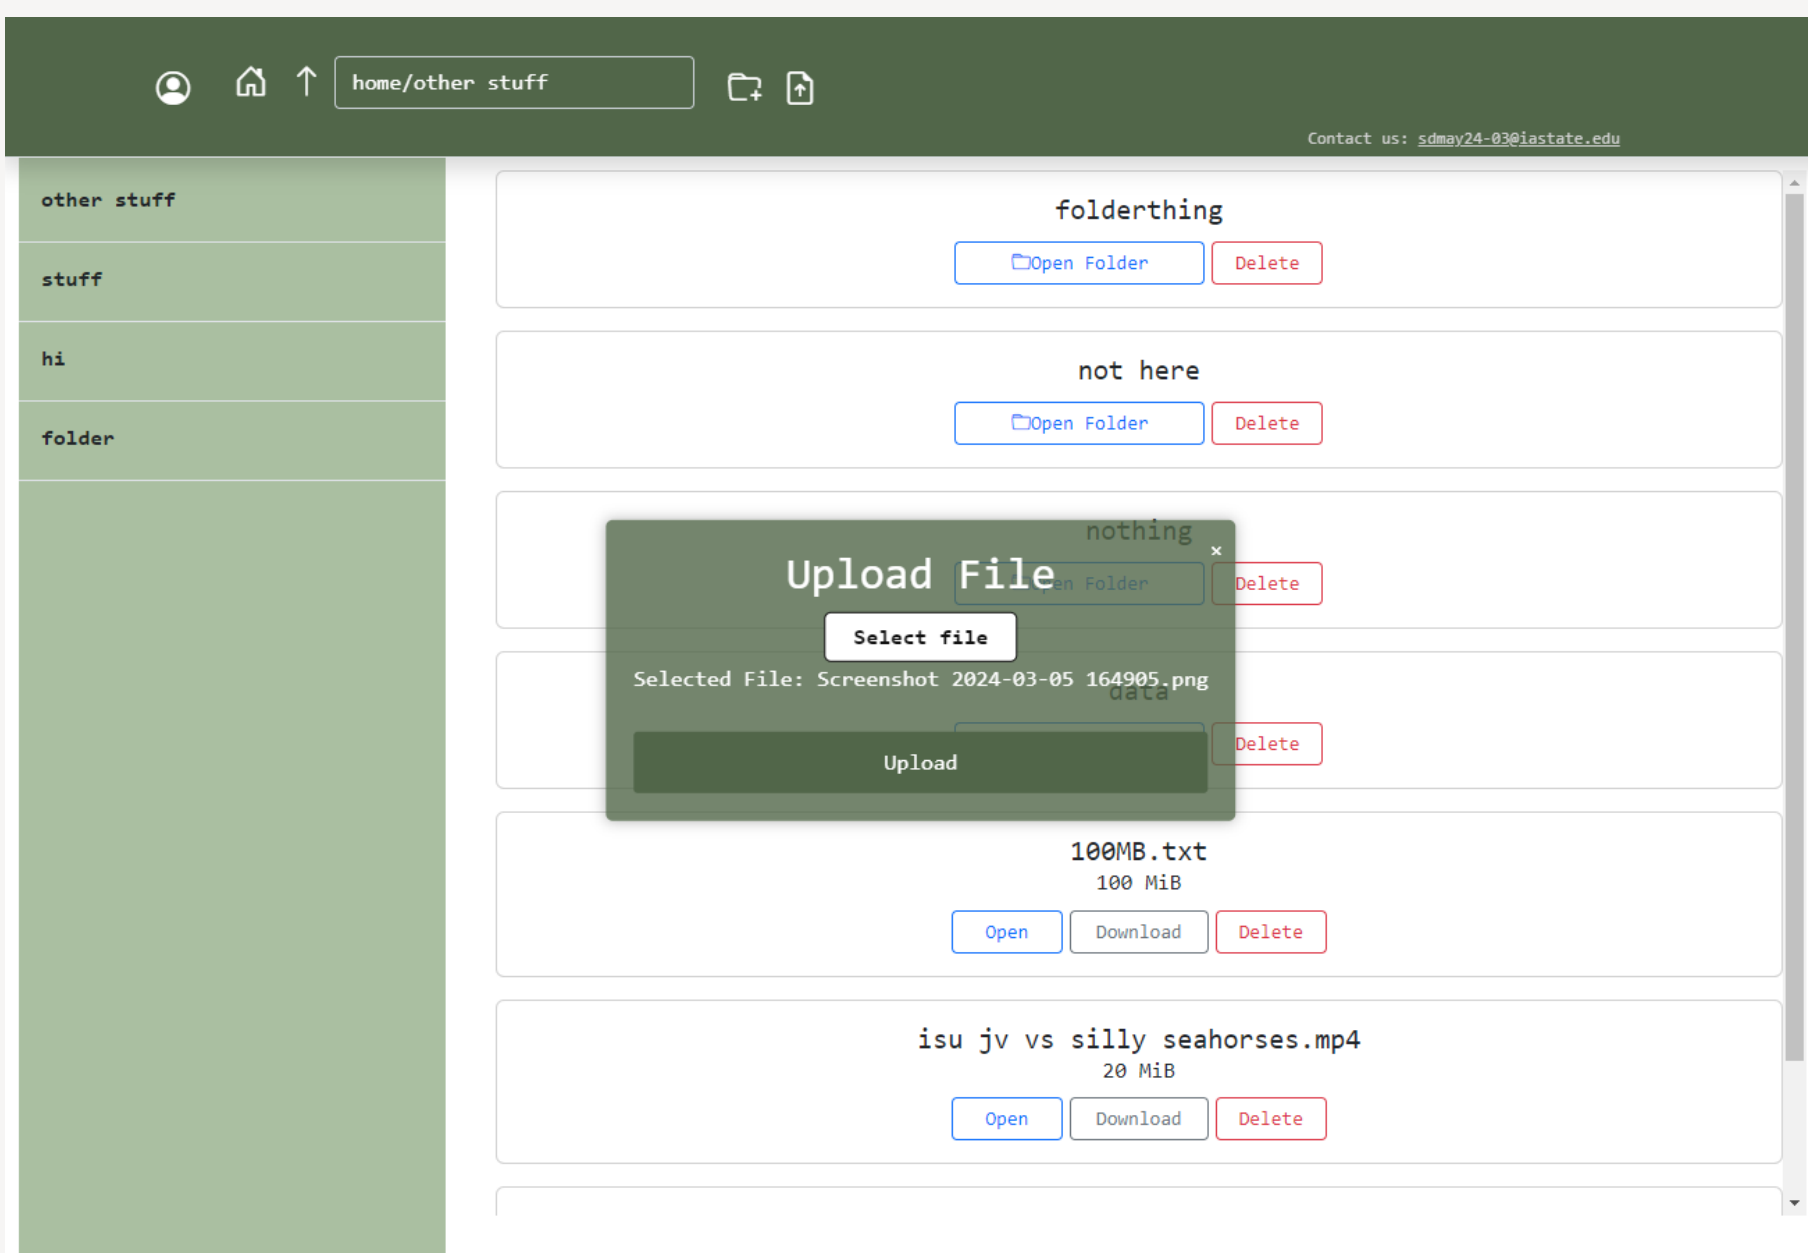 home/other stuff
Contact us: sdmay24-03@iastate.edu
other stuff
stuff
hi
folder
folderthing
Open Folder Delete
not here
Open Folder Delete
nothing
×
Upload File
Open Folder Delete
Select file
Selected File: Screenshot 2024-03-05 164905.png
data
Delete
Upload
100MB.txt
100 MiB
Open Download Delete
isu jv vs silly seahorses.mp4
20 MiB
Open Download Delete